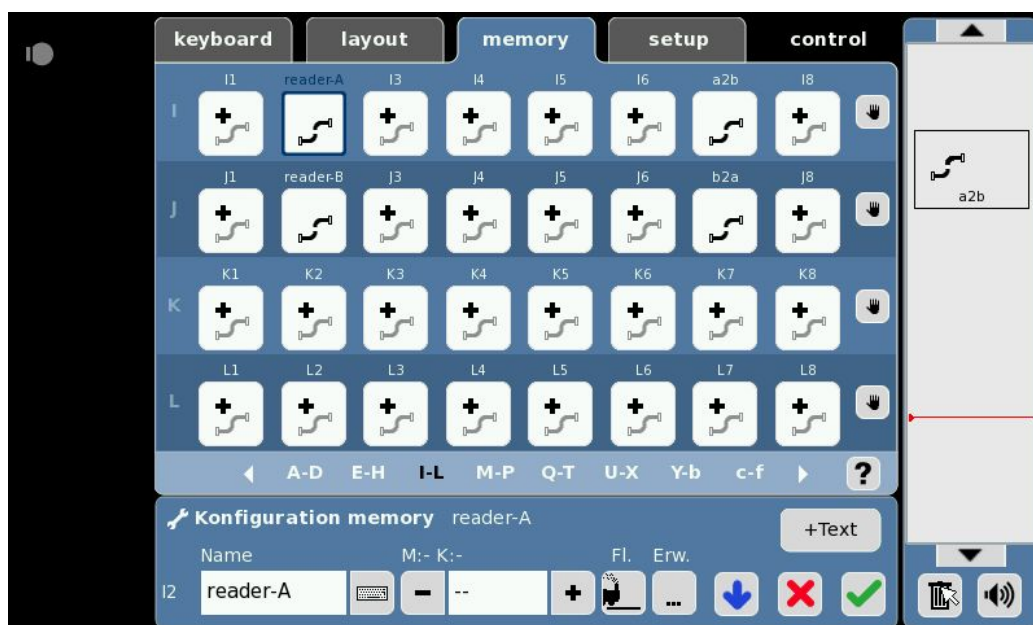 keyboard layout memory setup control
I1 reader-A I3 I4 I5 I6 a2b I8
I
a2b
J1 reader-B J3 J4 J5 J6 b2a J8
J
K1 K2 K3 K4 K5 K6 K7 K8
K
L1 L2 L3 L4 L5 L6 L7 L8
L
A-D E-H I-L M-P Q-T U-X Y-b c-f ?
Konfiguration memory reader-A
+Text
Name M:- K:- Fl. Erw.
I2 reader-A - -- + ...